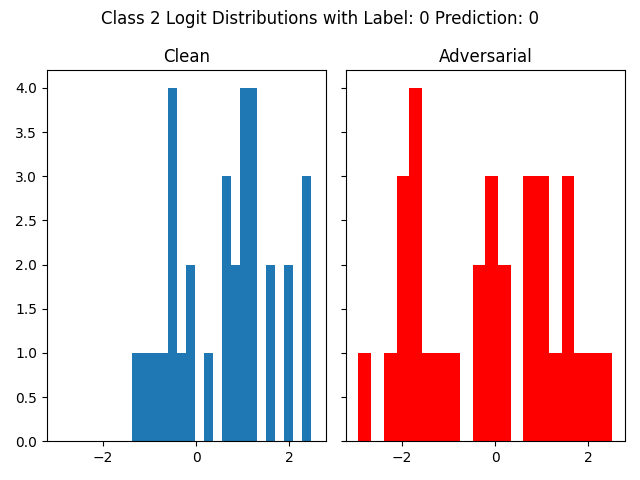 Class 2 Logit Distributions with Label: 0 Prediction: 0
Clean
Adversarial
4.0
3.5
3.0
2.5
2.0
1.5
1.0
0.5
0.0
−2 0 2
−2 0 2